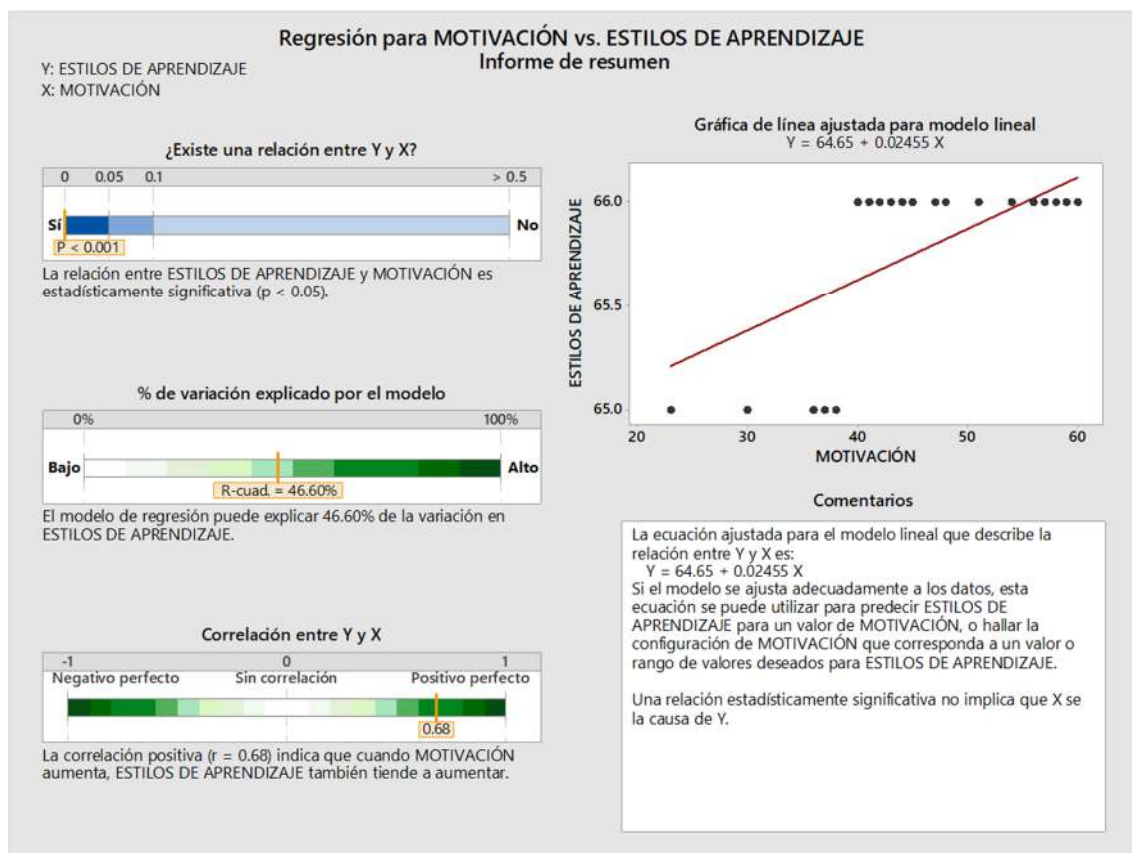 Regresión para MOTIVACIÓN vs. ESTILOS DE APRENDIZAJE
Informe de resumen
Y: ESTILOS DE APRENDIZAJE
X: MOTIVACIÓN
¿Existe una relación entre Y y X?
0 0.05 0.1 > 0.5
Sí No
P < 0.001
La relación entre ESTILOS DE APRENDIZAJE y MOTIVACIÓN es
estadísticamente significativa (p < 0.05).
% de variación explicado por el modelo
0% 100%
Bajo Alto
R-cuad. = 46.60%
El modelo de regresión puede explicar 46.60% de la variación en
ESTILOS DE APRENDIZAJE.
Correlación entre Y y X
-1 0 1
Negativo perfecto Sin correlación Positivo perfecto
0.68
La correlación positiva (r = 0.68) indica que cuando MOTIVACIÓN
aumenta, ESTILOS DE APRENDIZAJE también tiende a aumentar.
Gráfica de línea ajustada para modelo lineal
Y = 64.65 + 0.02455 X
ESTILOS DE APRENDIZAJE
66.0
65.5
65.0
20 30 40 50 60
MOTIVACIÓN
Comentarios
La ecuación ajustada para el modelo lineal que describe la
relación entre Y y X es:
Y = 64.65 + 0.02455 X
Si el modelo se ajusta adecuadamente a los datos, esta
ecuación se puede utilizar para predecir ESTILOS DE
APRENDIZAJE para un valor de MOTIVACIÓN, o hallar la
configuración de MOTIVACIÓN que corresponda a un valor o
rango de valores deseados para ESTILOS DE APRENDIZAJE.
Una relación estadísticamente significativa no implica que X se
la causa de Y.